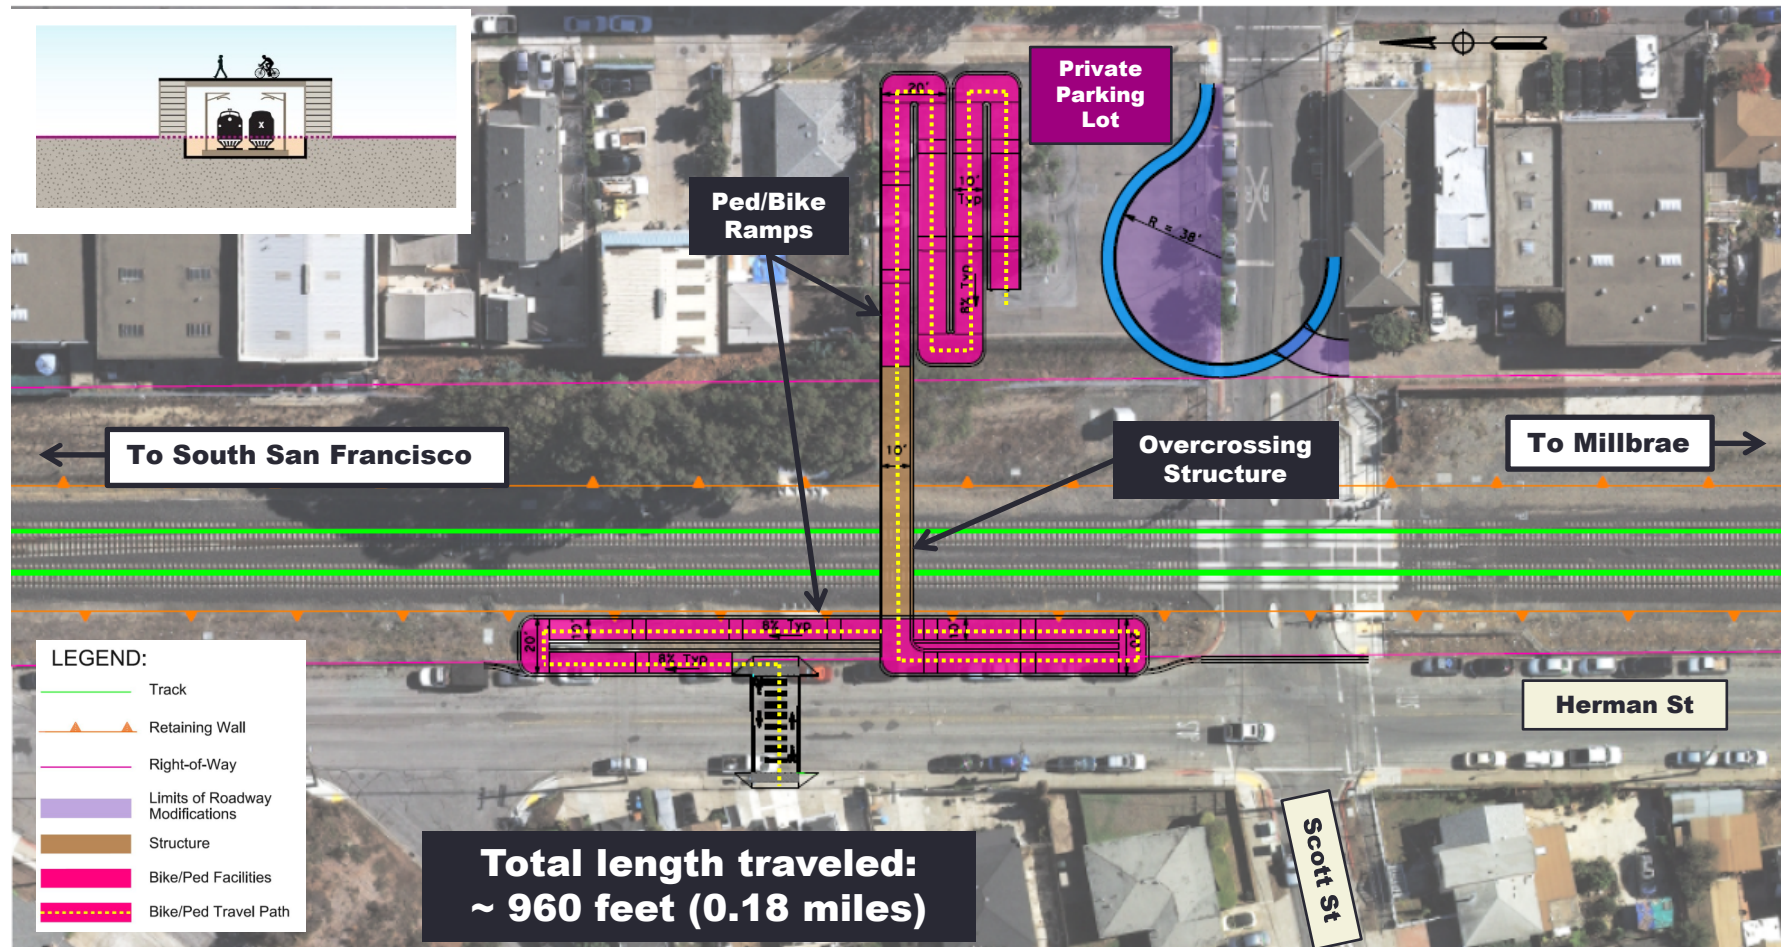 X
Private
Parking
Lot
20'
10'
Typ
8% Typ
R = 38'
Ped/Bike
Ramps
To South San Francisco
10'
Overcrossing
Structure
To Millbrae
20'
10'
8% Typ
8% Typ
10'
20'
Herman St
Scott St
LEGEND:
Track
Retaining Wall
Right-of-Way
Limits of Roadway
Modifications
Structure
Bike/Ped Facilities
Bike/Ped Travel Path
Total length traveled:
~ 960 feet (0.18 miles)